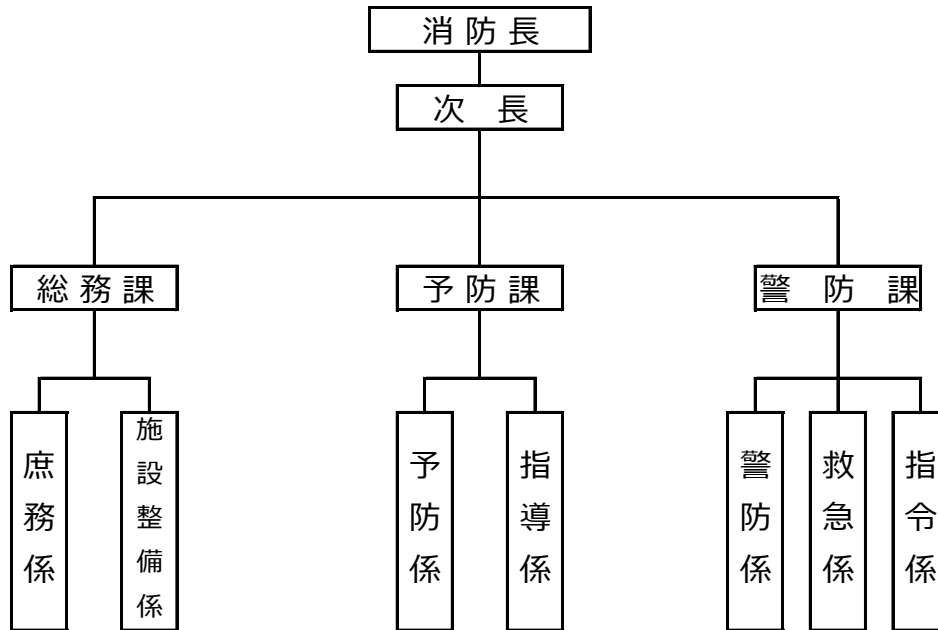 消防長
次 長
総務課
予防課
警 防 課
庶務係
施設整備係
予防係
指導係
警防係
救急係
指令係